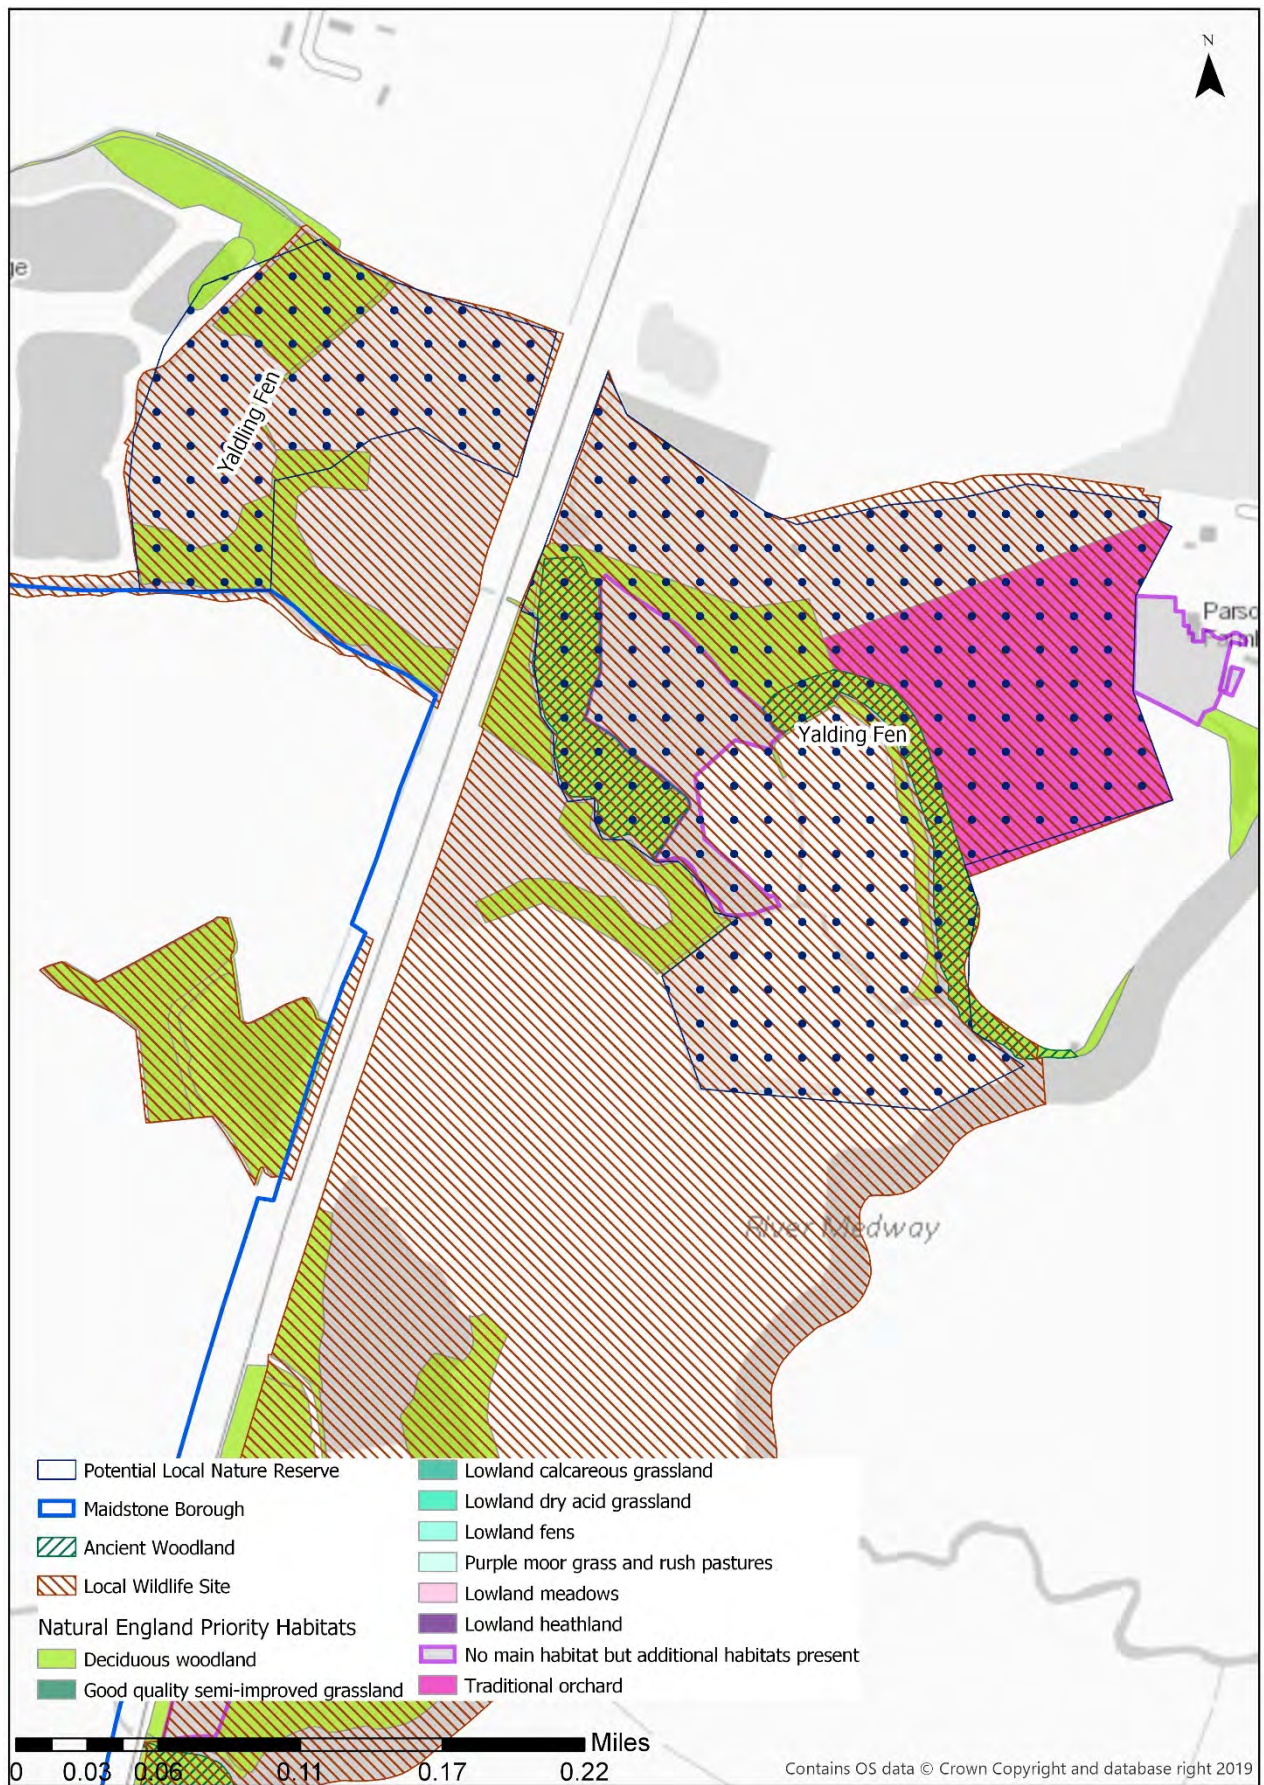 N
ge
Yaldling Fen
Parso
Yalding Fen
River Medway
Potential Local Nature Reserve
Maidstone Borough
Ancient Woodland
Local Wildlife Site
Natural England Priority Habitats
Deciduous woodland
Good quality semi-improved grassland
Lowland calcareous grassland
Lowland dry acid grassland
Lowland fens
Purple moor grass and rush pastures
Lowland meadows
Lowland heathland
No main habitat but additional habitats present
Traditional orchard
Miles
0 0.03 0.06 0.11 0.17 0.22
Contains OS data © Crown Copyright and database right 2019